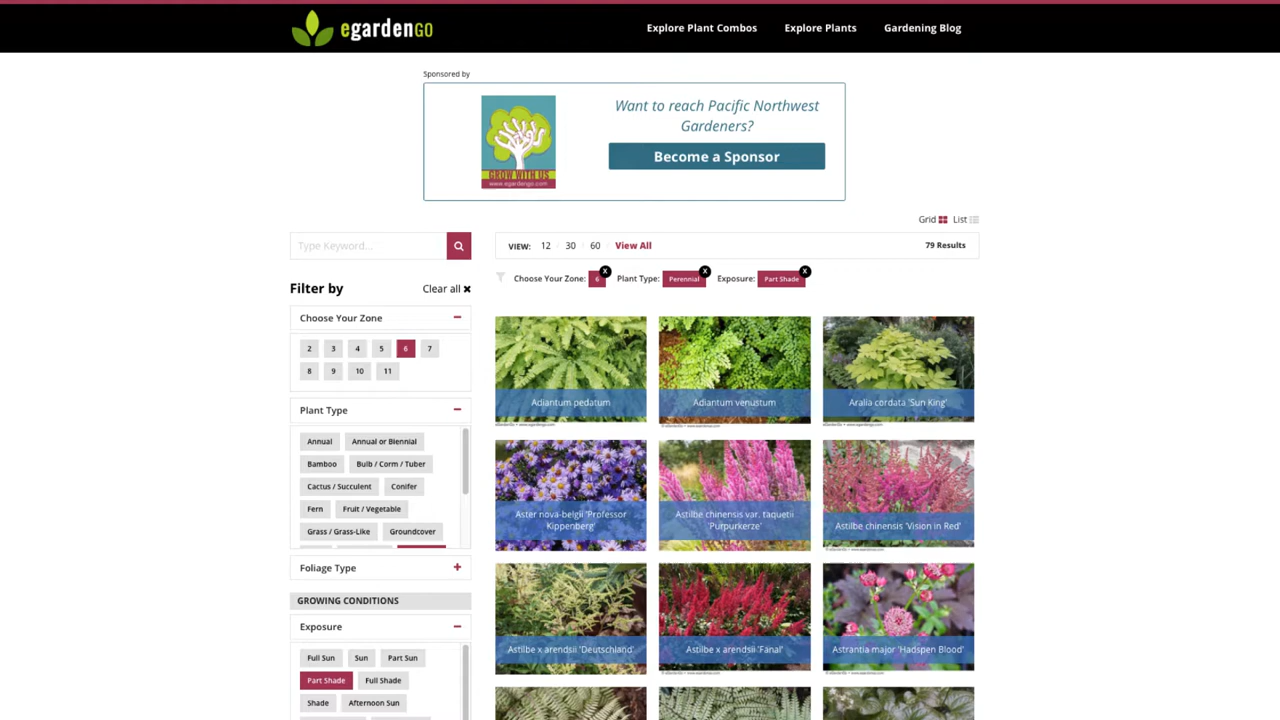 egardengo
Explore Plant Combos
Explore Plants
Gardening Blog
Sponsored by
GROW WITH US
www.egardengo.com
Want to reach Pacific Northwest
Gardeners?
Become a Sponsor
Grid
List
Type Keyword...
VIEW: 12 / 30 / 60 / View All
79 Results
Filter by
Clear all ×
Choose Your Zone: 6 x Plant Type: Perennial x Exposure: Part Shade x
Choose Your Zone
2 3 4 5 6 7
8 9 10 11
Plant Type
Annual Annual or Biennial
Bamboo Bulb / Corm / Tuber
Cactus / Succulent Conifer
Fern Fruit / Vegetable
Grass / Grass-Like Groundcover
Foliage Type
GROWING CONDITIONS
Exposure
Full Sun Sun Part Sun
Part Shade Full Shade
Shade Afternoon Sun
Adiantum pedatum
Adiantum venustum
Aralia cordata 'Sun King'
Aster nova-belgii 'Professor
Kippenberg'
Astilbe chinensis var. taquetii
'Purpurkerze'
Astilbe chinensis 'Vision in Red'
Astilbe x arendsii 'Deutschland'
Astilbe x arendsii 'Fanal'
Astrantia major 'Hadspen Blood'